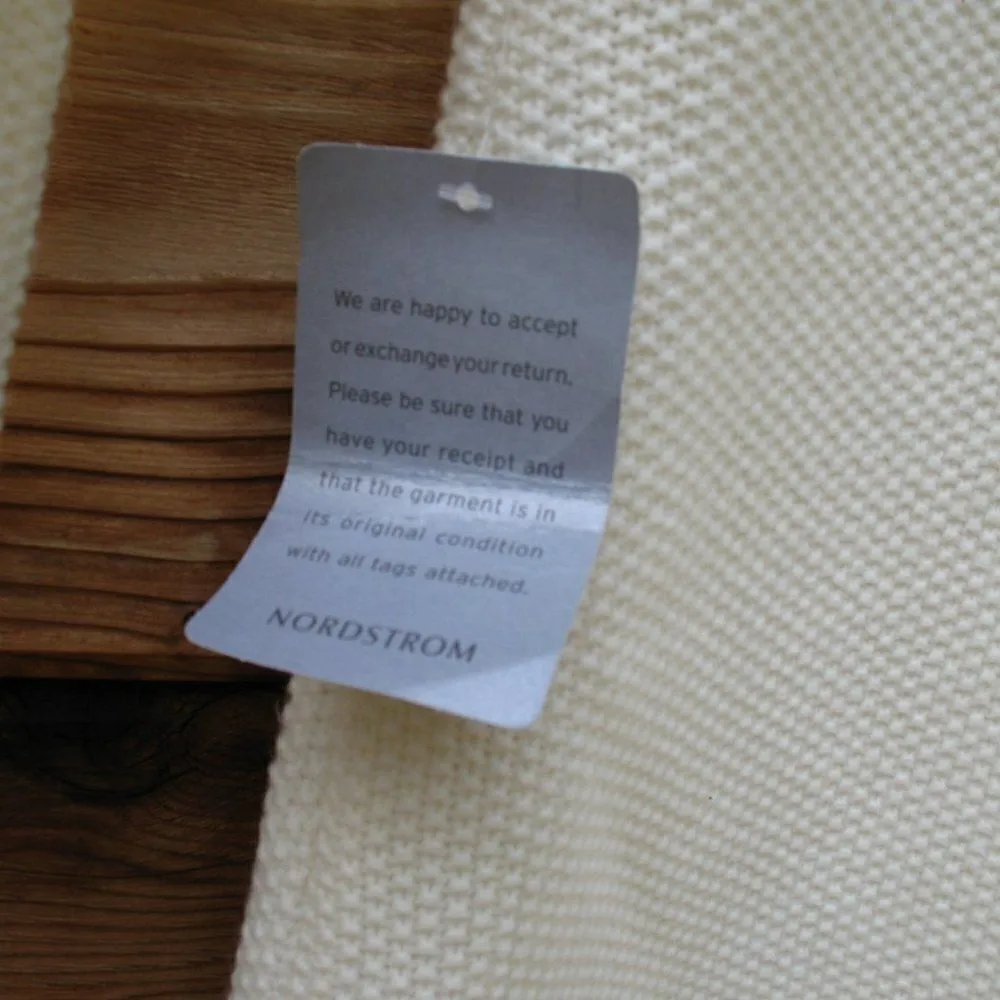 We are happy to accept
or exchange your return.
Please be sure that you
have your receipt and
that the garment is in
its original condition
with all tags attached.
NORDSTROM